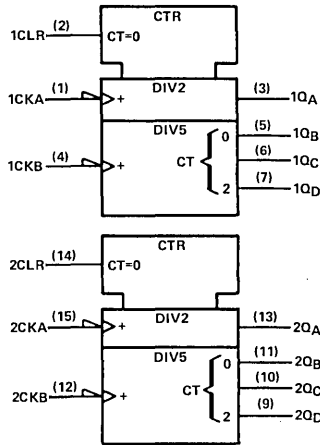 CTR
1CLR (2) CT=0
DIV2
1CKA (1) + (3) 1QA
DIV5
0 (5) 1QB
1CKB (4) + CT (6) 1QC
2 (7) 1QD
CTR
2CLR (14) CT=0
DIV2
2CKA (15) + (13) 2QA
DIV5
0 (11) 2QB
2CKB (12) + CT (10) 2QC
2 (9) 2QD